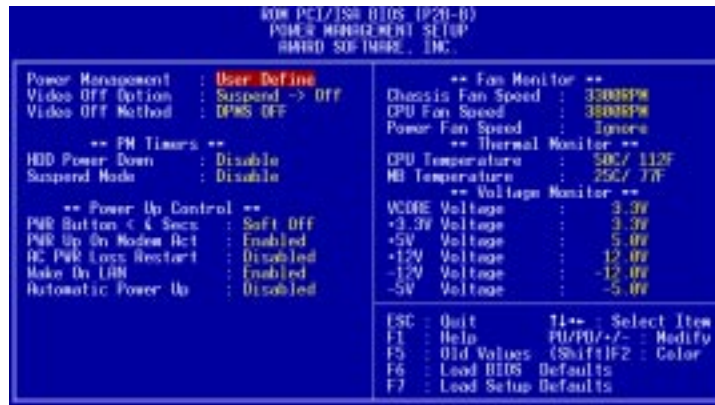 ROM PCI/ISA BIOS (P2B-B)
POWER MANAGEMENT SETUP
AWARD SOFTWARE, INC.
Power Management : User Define
Video Off Option : Suspend -> Off
Video Off Method : DPMS OFF
** PM Timers **
HDD Power Down : Disable
Suspend Mode : Disable
** Power Up Control **
PWR Button < 4 Secs : Soft Off
PWR Up On Modem Act : Enabled
AC PWR Loss Restart : Disabled
Wake On LAN : Enabled
Automatic Power Up : Disabled
** Fan Monitor **
Chassis Fan Speed : 3300RPM
CPU Fan Speed : 3800RPM
Power Fan Speed : Ignore
** Thermal Monitor **
CPU Temperature : 50C/ 112F
MB Temperature : 25C/ 77F
** Voltage Monitor **
VCORE Voltage : 3.3V
+3.3V Voltage : 3.3V
+5V Voltage : 5.0V
+12V Voltage : 12.0V
-12V Voltage : -12.0V
-5V Voltage : -5.0V
ESC : Quit ↑↓→← : Select Item
F1 : Help PU/PD/+/- : Modify
F5 : Old Values (Shift)F2 : Color
F6 : Load BIOS Defaults
F7 : Load Setup Defaults